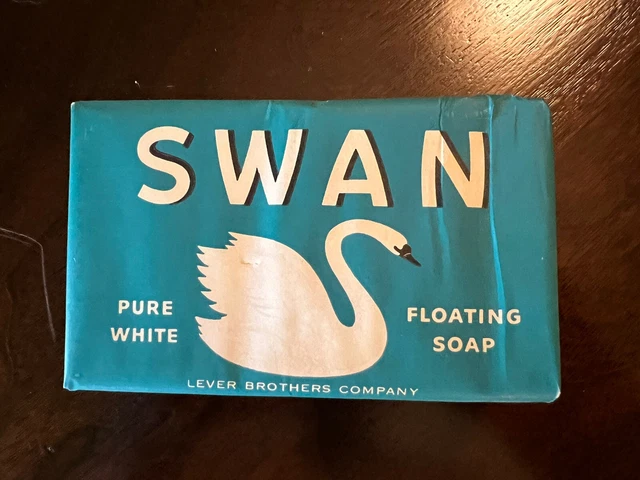 SWAN
PURE
WHITE
FLOATING
SOAP
LEVER BROTHERS COMPANY